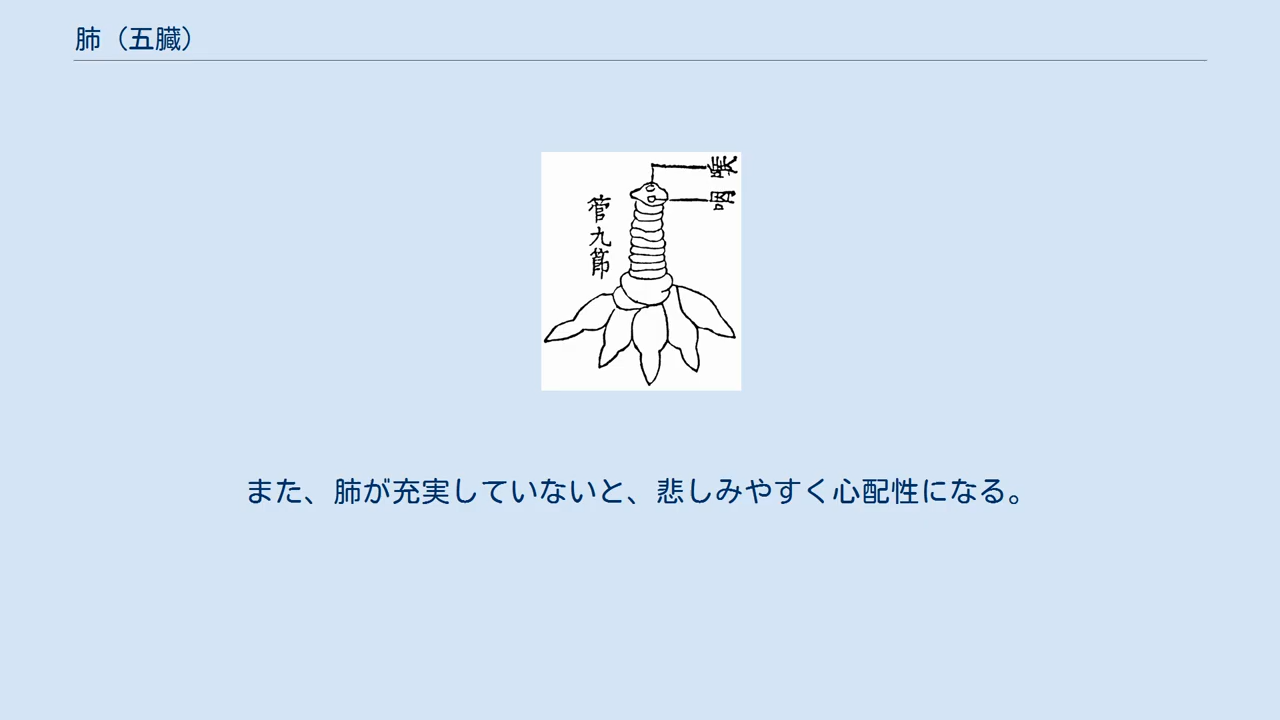 肺（五臓）
喉
咽
管九節
また、肺が充実していないと、悲しみやすく心配性になる。